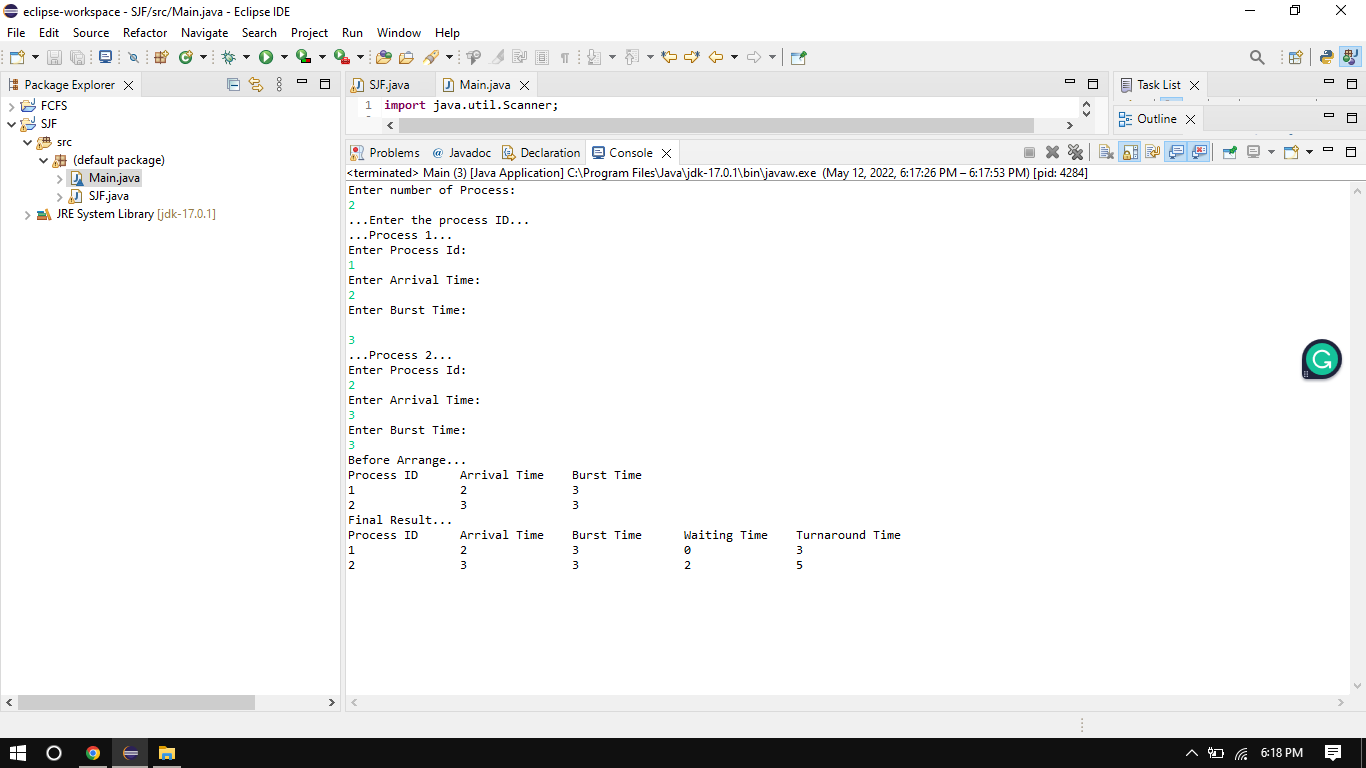 eclipse-workspace - SJF/src/Main.java - Eclipse IDE
File Edit Source Refactor Navigate Search Project Run Window Help
Package Explorer
FCFS
SJF
src
(default package)
Main.java
SJF.java
JRE System Library [jdk-17.0.1]
SJF.java Main.java
1 import java.util.Scanner;
Task List
Outline
Problems @ Javadoc Declaration Console
<terminated> Main (3) [Java Application] C:\Program Files\Java\jdk-17.0.1\bin\javaw.exe (May 12, 2022, 6:17:26 PM – 6:17:53 PM) [pid: 4284]
Enter number of Process:
2
...Enter the process ID...
...Process 1...
Enter Process Id:
1
Enter Arrival Time:
2
Enter Burst Time:
3
...Process 2...
Enter Process Id:
2
Enter Arrival Time:
3
Enter Burst Time:
3
Before Arrange...
Process ID Arrival Time Burst Time
1 2 3
2 3 3
Final Result...
Process ID Arrival Time Burst Time Waiting Time Turnaround Time
1 2 3 0 3
2 3 3 2 5
6:18 PM